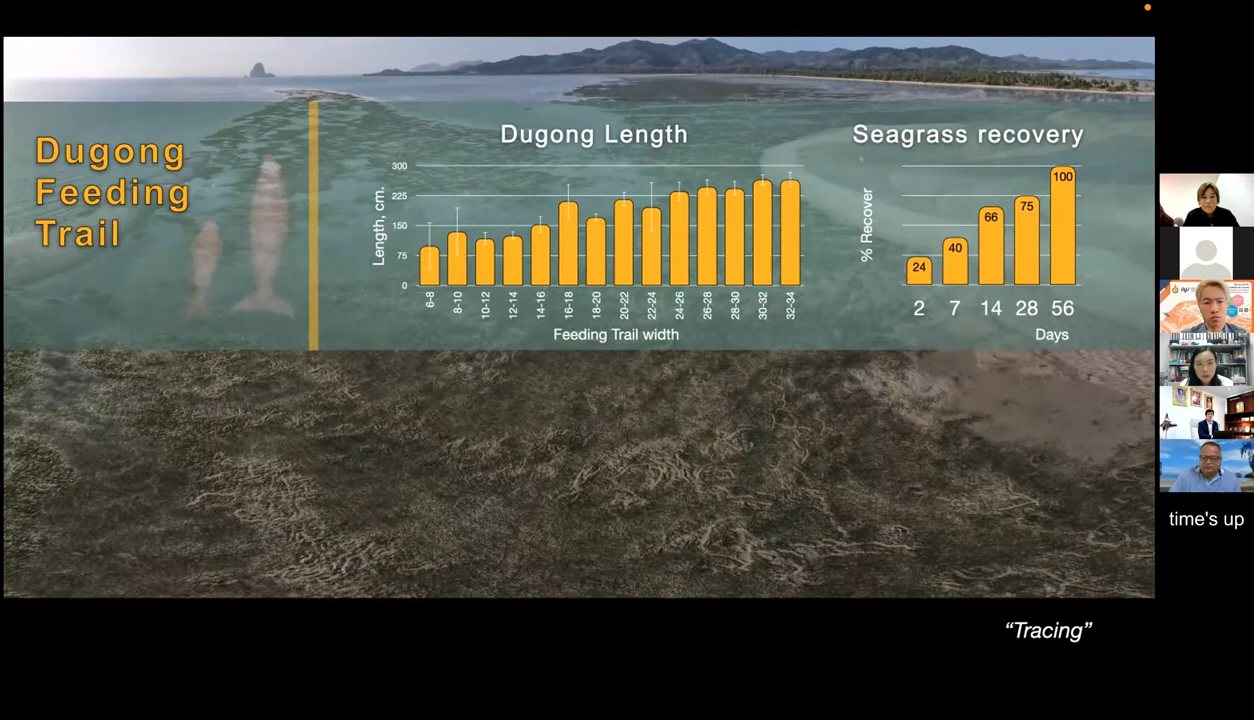 Dugong
Feeding
Trail
Dugong Length
Length, cm.
300
225
150
75
0
6-8
8-10
10-12
12-14
14-16
16-18
18-20
20-22
22-24
24-26
26-28
28-30
30-32
32-34
Feeding Trail width
Seagrass recovery
% Recover
24
40
66
75
100
2
7
14
28
56
Days
time's up
“Tracing”